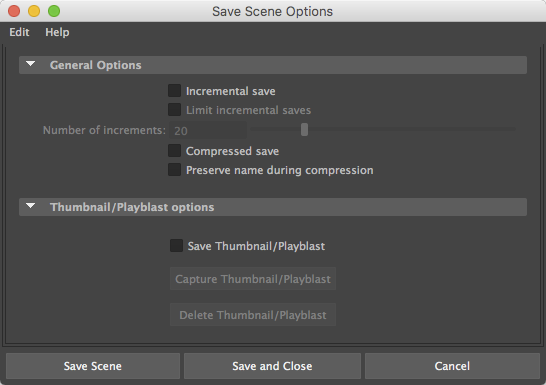 Save Scene Options
Edit Help
General Options
Incremental save
Limit incremental saves
Number of increments: 20
Compressed save
Preserve name during compression
Thumbnail/Playblast options
Save Thumbnail/Playblast
Capture Thumbnail/Playblast
Delete Thumbnail/Playblast
Save Scene Save and Close Cancel